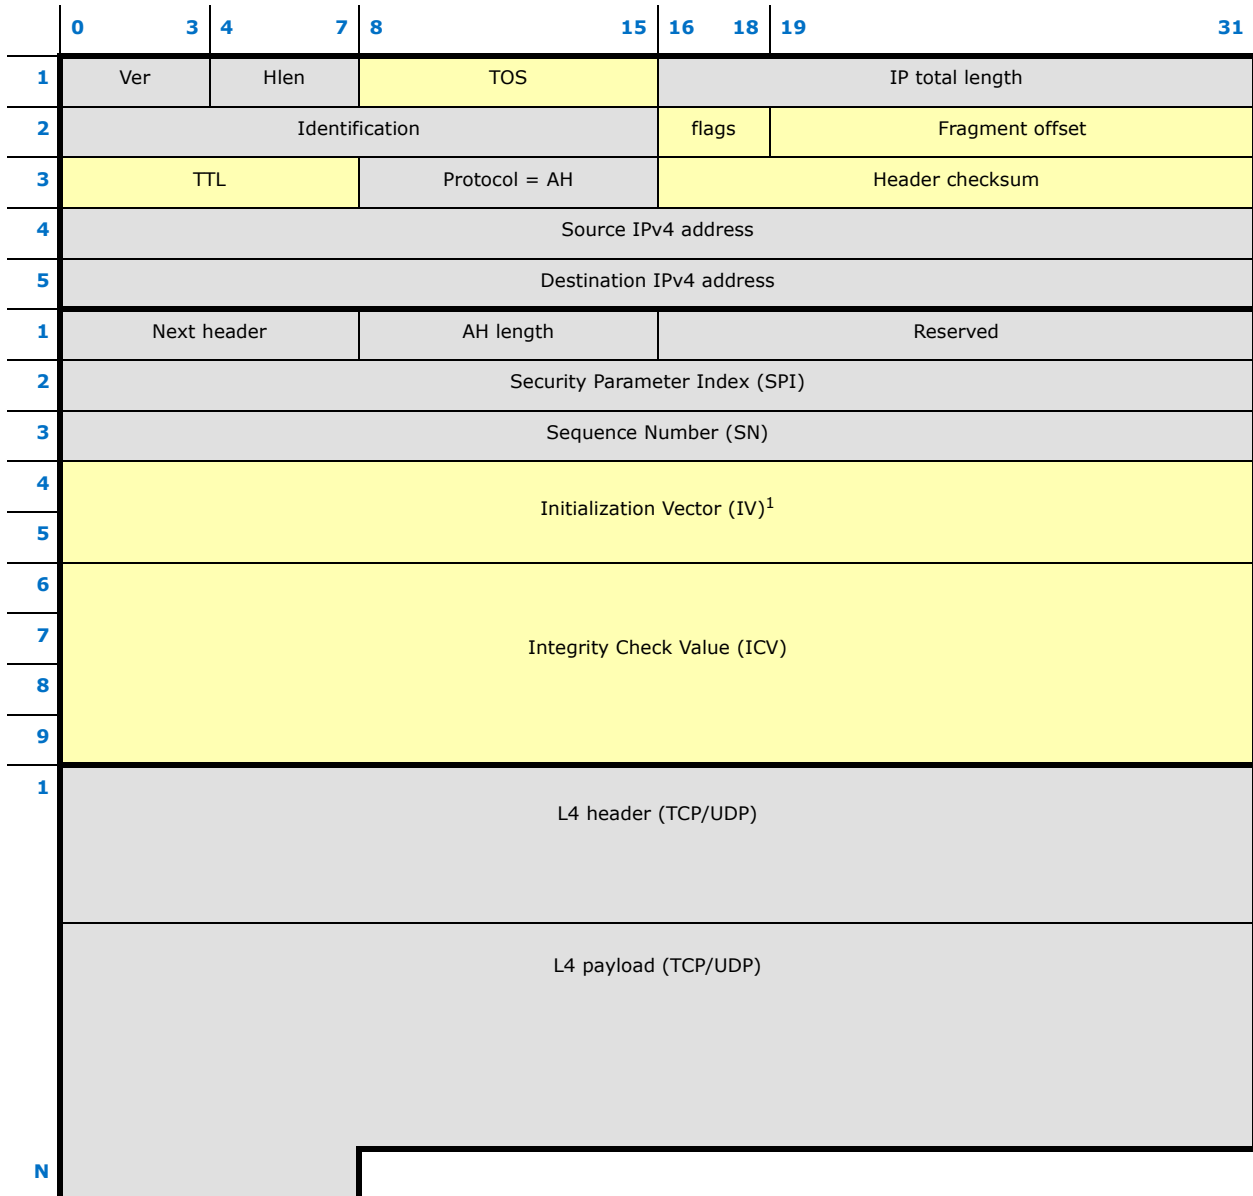 0 3 4 7 8 15 16 18 19 31
1 Ver Hlen TOS IP total length
2 Identification flags Fragment offset
3 TTL Protocol = AH Header checksum
4 Source IPv4 address
5 Destination IPv4 address
1 Next header AH length Reserved
2 Security Parameter Index (SPI)
3 Sequence Number (SN)
4
Initialization Vector (IV)1
5
6
7
Integrity Check Value (ICV)
8
9
1
L4 header (TCP/UDP)
L4 payload (TCP/UDP)
N